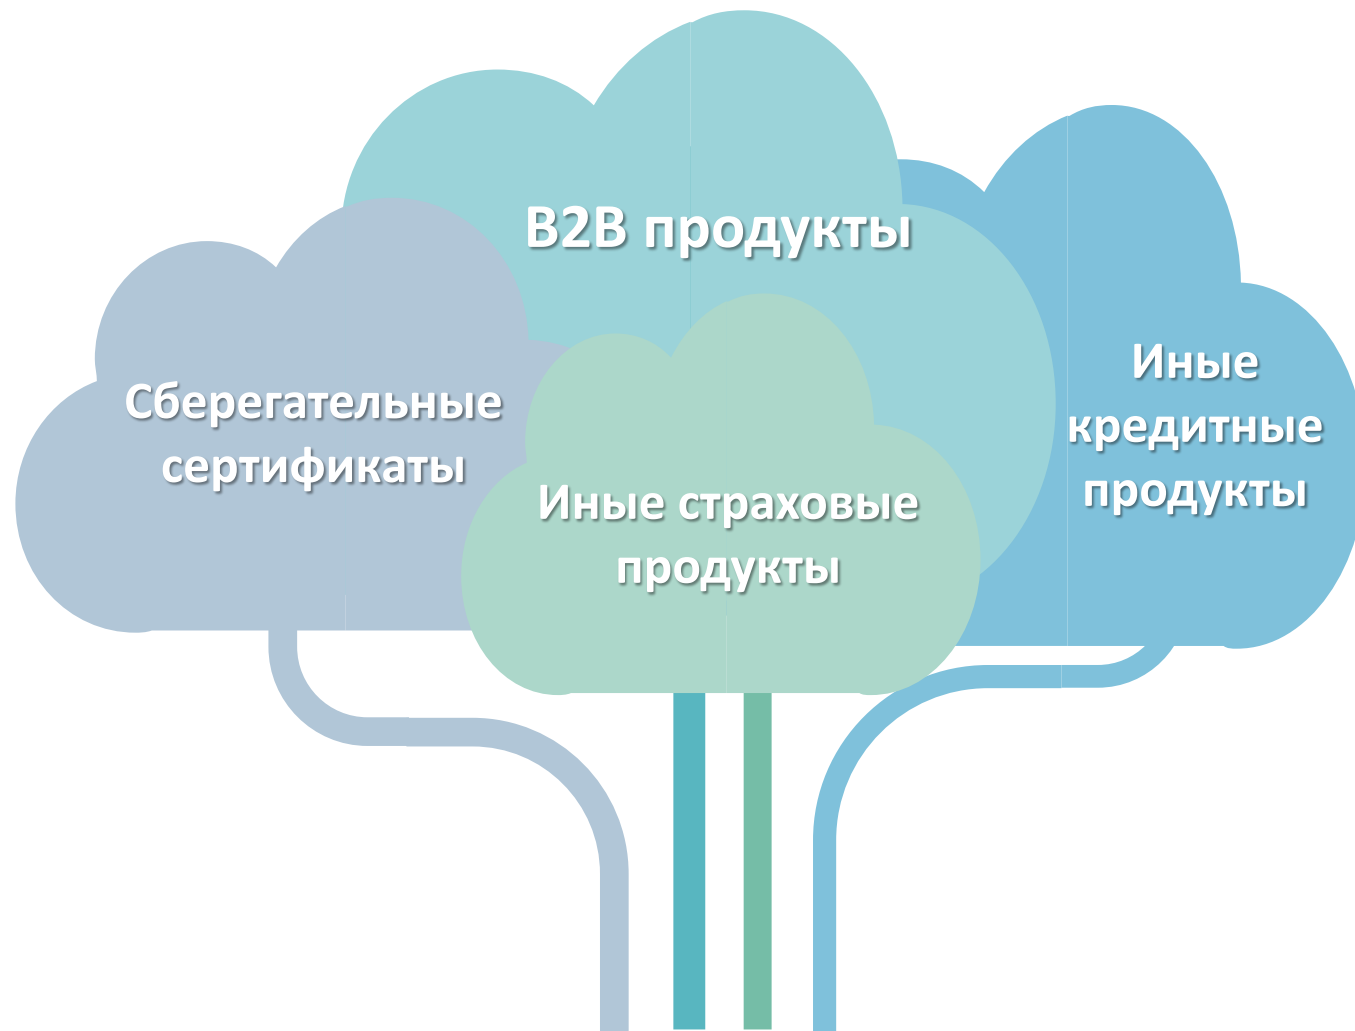 B2B продукты
Сберегательные
сертификаты
Иные страховые
продукты
Иные
кредитные
продукты